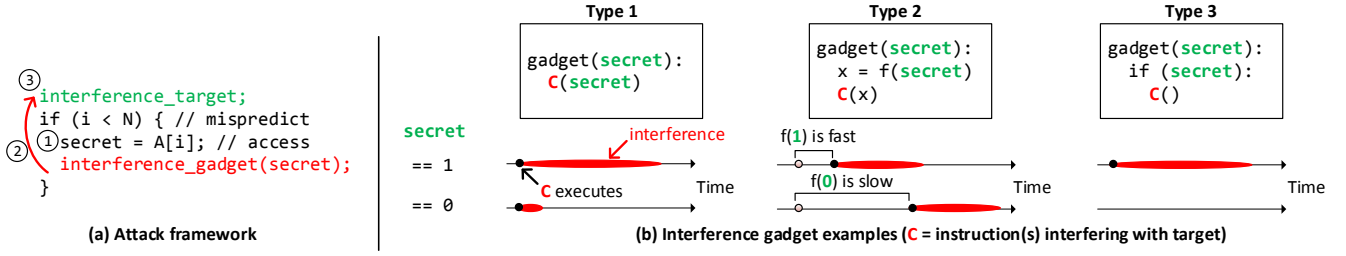 ③
interference_target;
if (i < N) { // mispredict
① secret = A[i]; // access
② interference_gadget(secret);
}
(a) Attack framework
Type 1
gadget(secret):
C(secret)
Type 2
gadget(secret):
x = f(secret)
C(x)
Type 3
gadget(secret):
if (secret):
C()
secret
== 1
== 0
interference
C executes
Time
f(1) is fast
f(0) is slow
Time
Time
(b) Interference gadget examples (C = instruction(s) interfering with target)